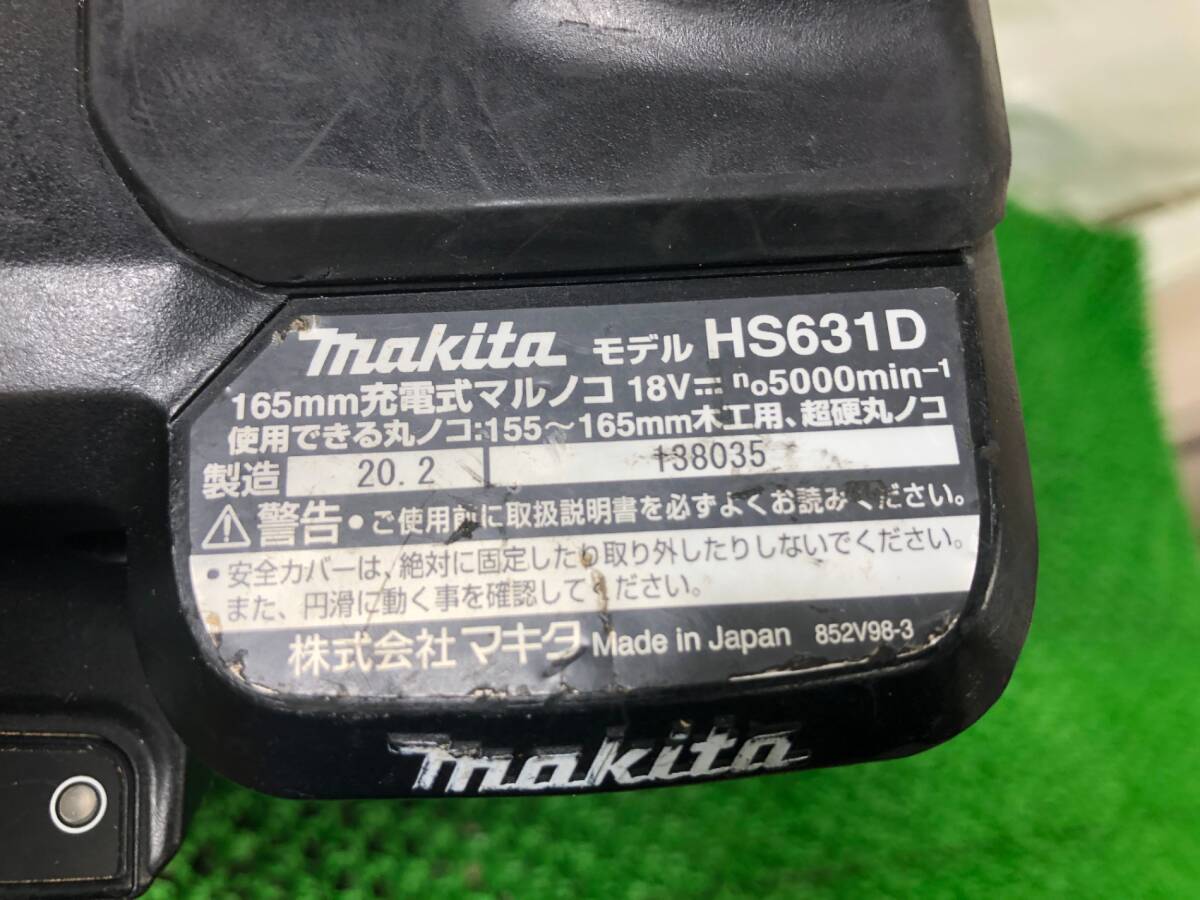 makita モデル HS631D
165mm充電式マルノコ 18V⎓ n₀5000min⁻¹
使用できる丸ノコ:155～165mm木工用、超硬丸ノコ
製造 20.2 138035
⚠警告 • ご使用前に取扱説明書を必ずよくお読みください。
• 安全カバーは、絶対に固定したり取り外したりしないでください。
また、円滑に動く事を確認してください。
株式会社マキタ Made in Japan 852V98-3
makita